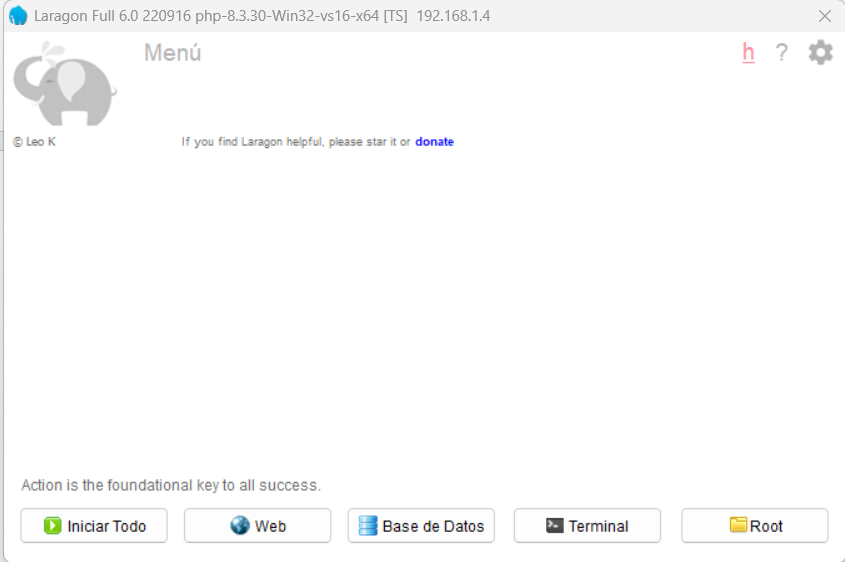 Laragon Full 6.0 220916 php-8.3.30-Win32-vs16-x64 [TS] 192.168.1.4
Menú h ?
© Leo K If you find Laragon helpful, please star it or donate
Action is the foundational key to all success.
Iniciar Todo Web Base de Datos Terminal Root